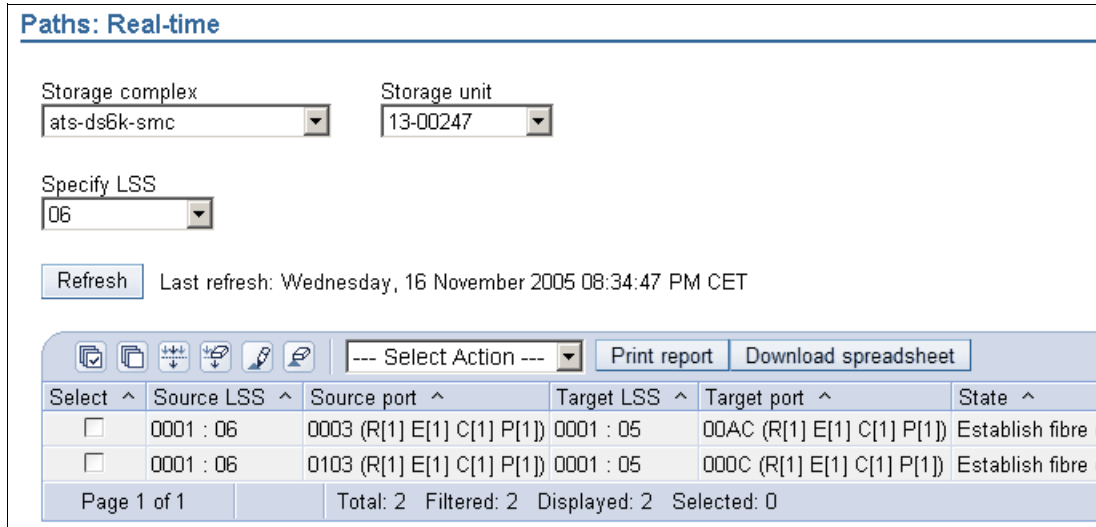 Paths: Real-time
Storage complex Storage unit
ats-ds6k-smc 13-00247
Specify LSS
06
Refresh Last refresh: Wednesday, 16 November 2005 08:34:47 PM CET
--- Select Action --- Print report Download spreadsheet
Select ^ Source LSS ^ Source port ^ Target LSS ^ Target port ^ State ^
0001 : 06 0003 (R[1] E[1] C[1] P[1]) 0001 : 05 00AC (R[1] E[1] C[1] P[1]) Establish fibre
0001 : 06 0103 (R[1] E[1] C[1] P[1]) 0001 : 05 000C (R[1] E[1] C[1] P[1]) Establish fibre
Page 1 of 1 Total: 2 Filtered: 2 Displayed: 2 Selected: 0